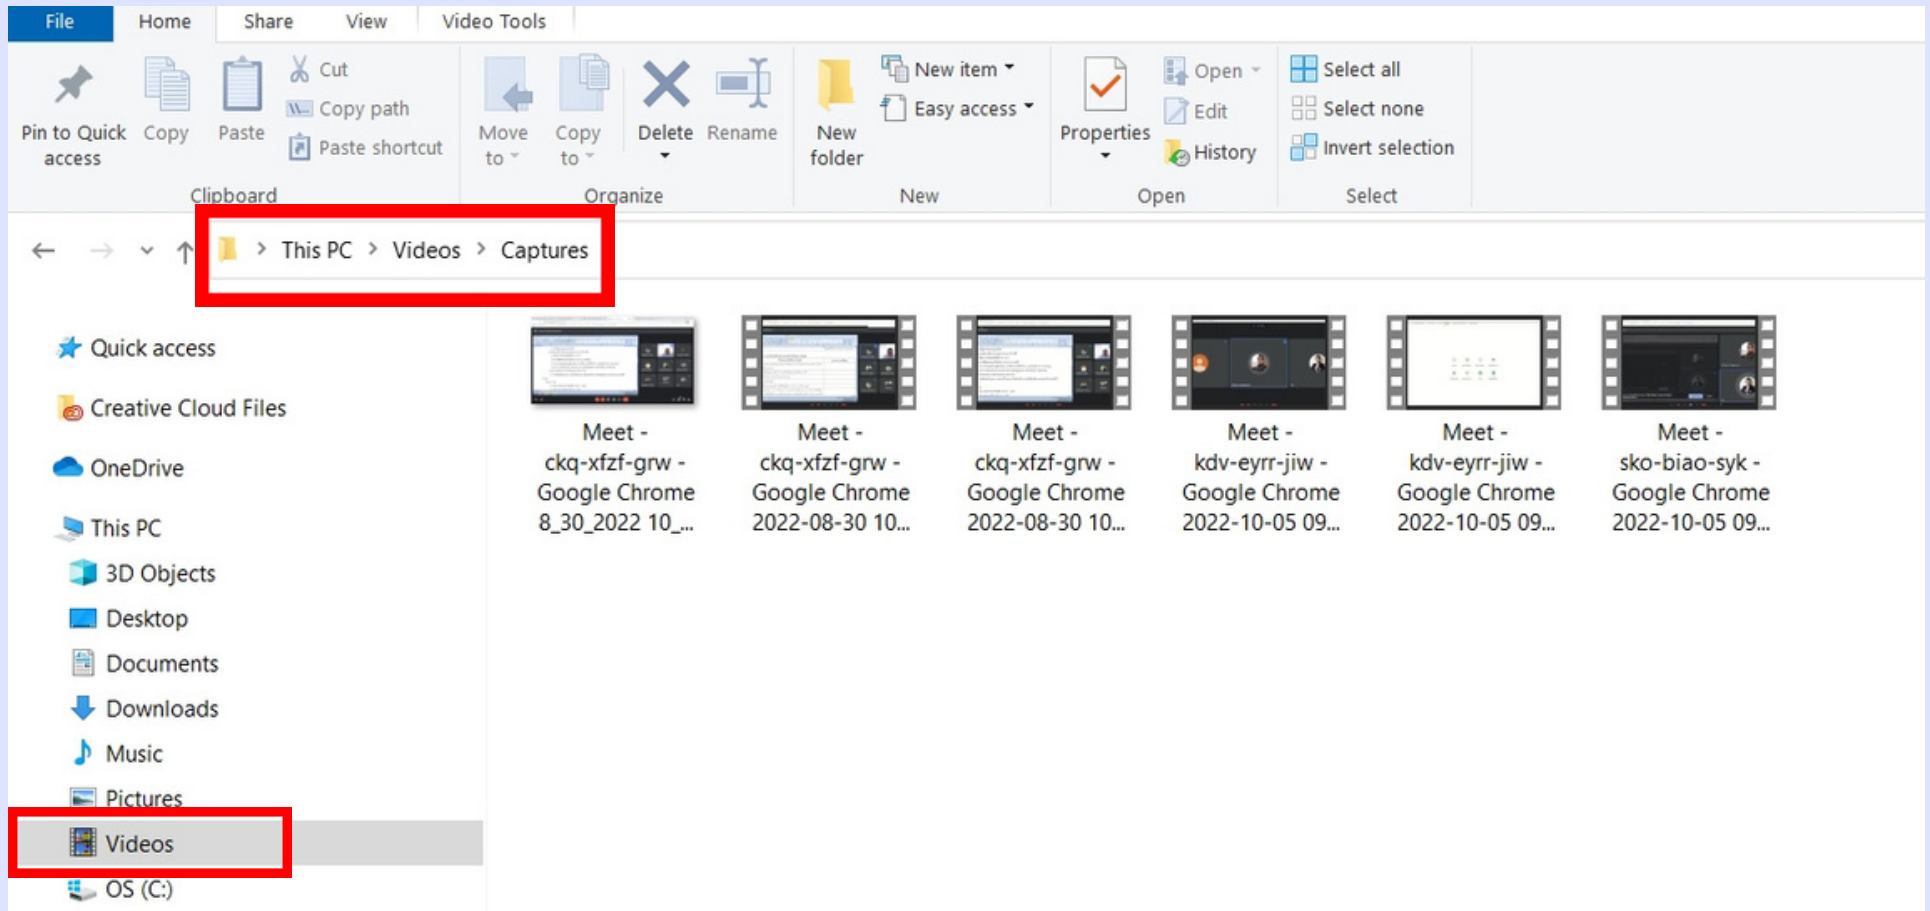 File Home Share View Video Tools
Pin to Quick access
Copy
Paste
Cut
Copy path
Paste shortcut
Clipboard
Move to
Copy to
Delete
Rename
Organize
New folder
New item
Easy access
New
Properties
Open
Edit
History
Open
Select all
Select none
Invert selection
Select
This PC > Videos > Captures
Quick access
Creative Cloud Files
OneDrive
This PC
3D Objects
Desktop
Documents
Downloads
Music
Pictures
Videos
OS (C:)
Meet -
ckq-xfzf-grw -
Google Chrome
8_30_2022 10_...
Meet -
ckq-xfzf-grw -
Google Chrome
2022-08-30 10...
Meet -
ckq-xfzf-grw -
Google Chrome
2022-08-30 10...
Meet -
kdv-eyrr-jiw -
Google Chrome
2022-10-05 09...
Meet -
kdv-eyrr-jiw -
Google Chrome
2022-10-05 09...
Meet -
sko-biao-syk -
Google Chrome
2022-10-05 09...